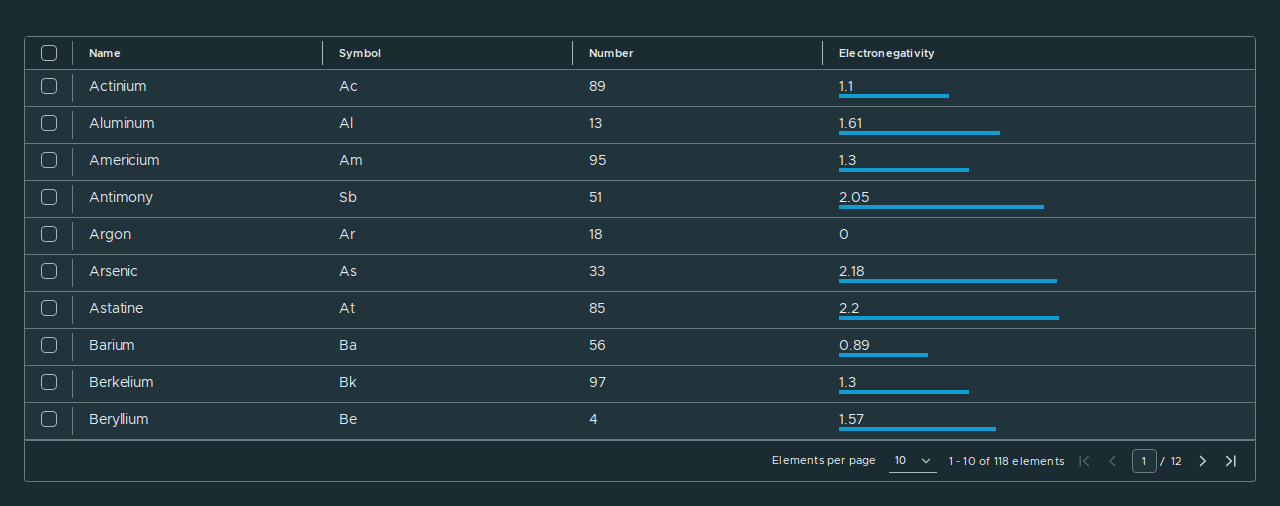 Name Symbol Number Electronegativity
Actinium Ac 89 1.1
Aluminum Al 13 1.61
Americium Am 95 1.3
Antimony Sb 51 2.05
Argon Ar 18 0
Arsenic As 33 2.18
Astatine At 85 2.2
Barium Ba 56 0.89
Berkelium Bk 97 1.3
Beryllium Be 4 1.57
Elements per page 10 1 - 10 of 118 elements 1 / 12